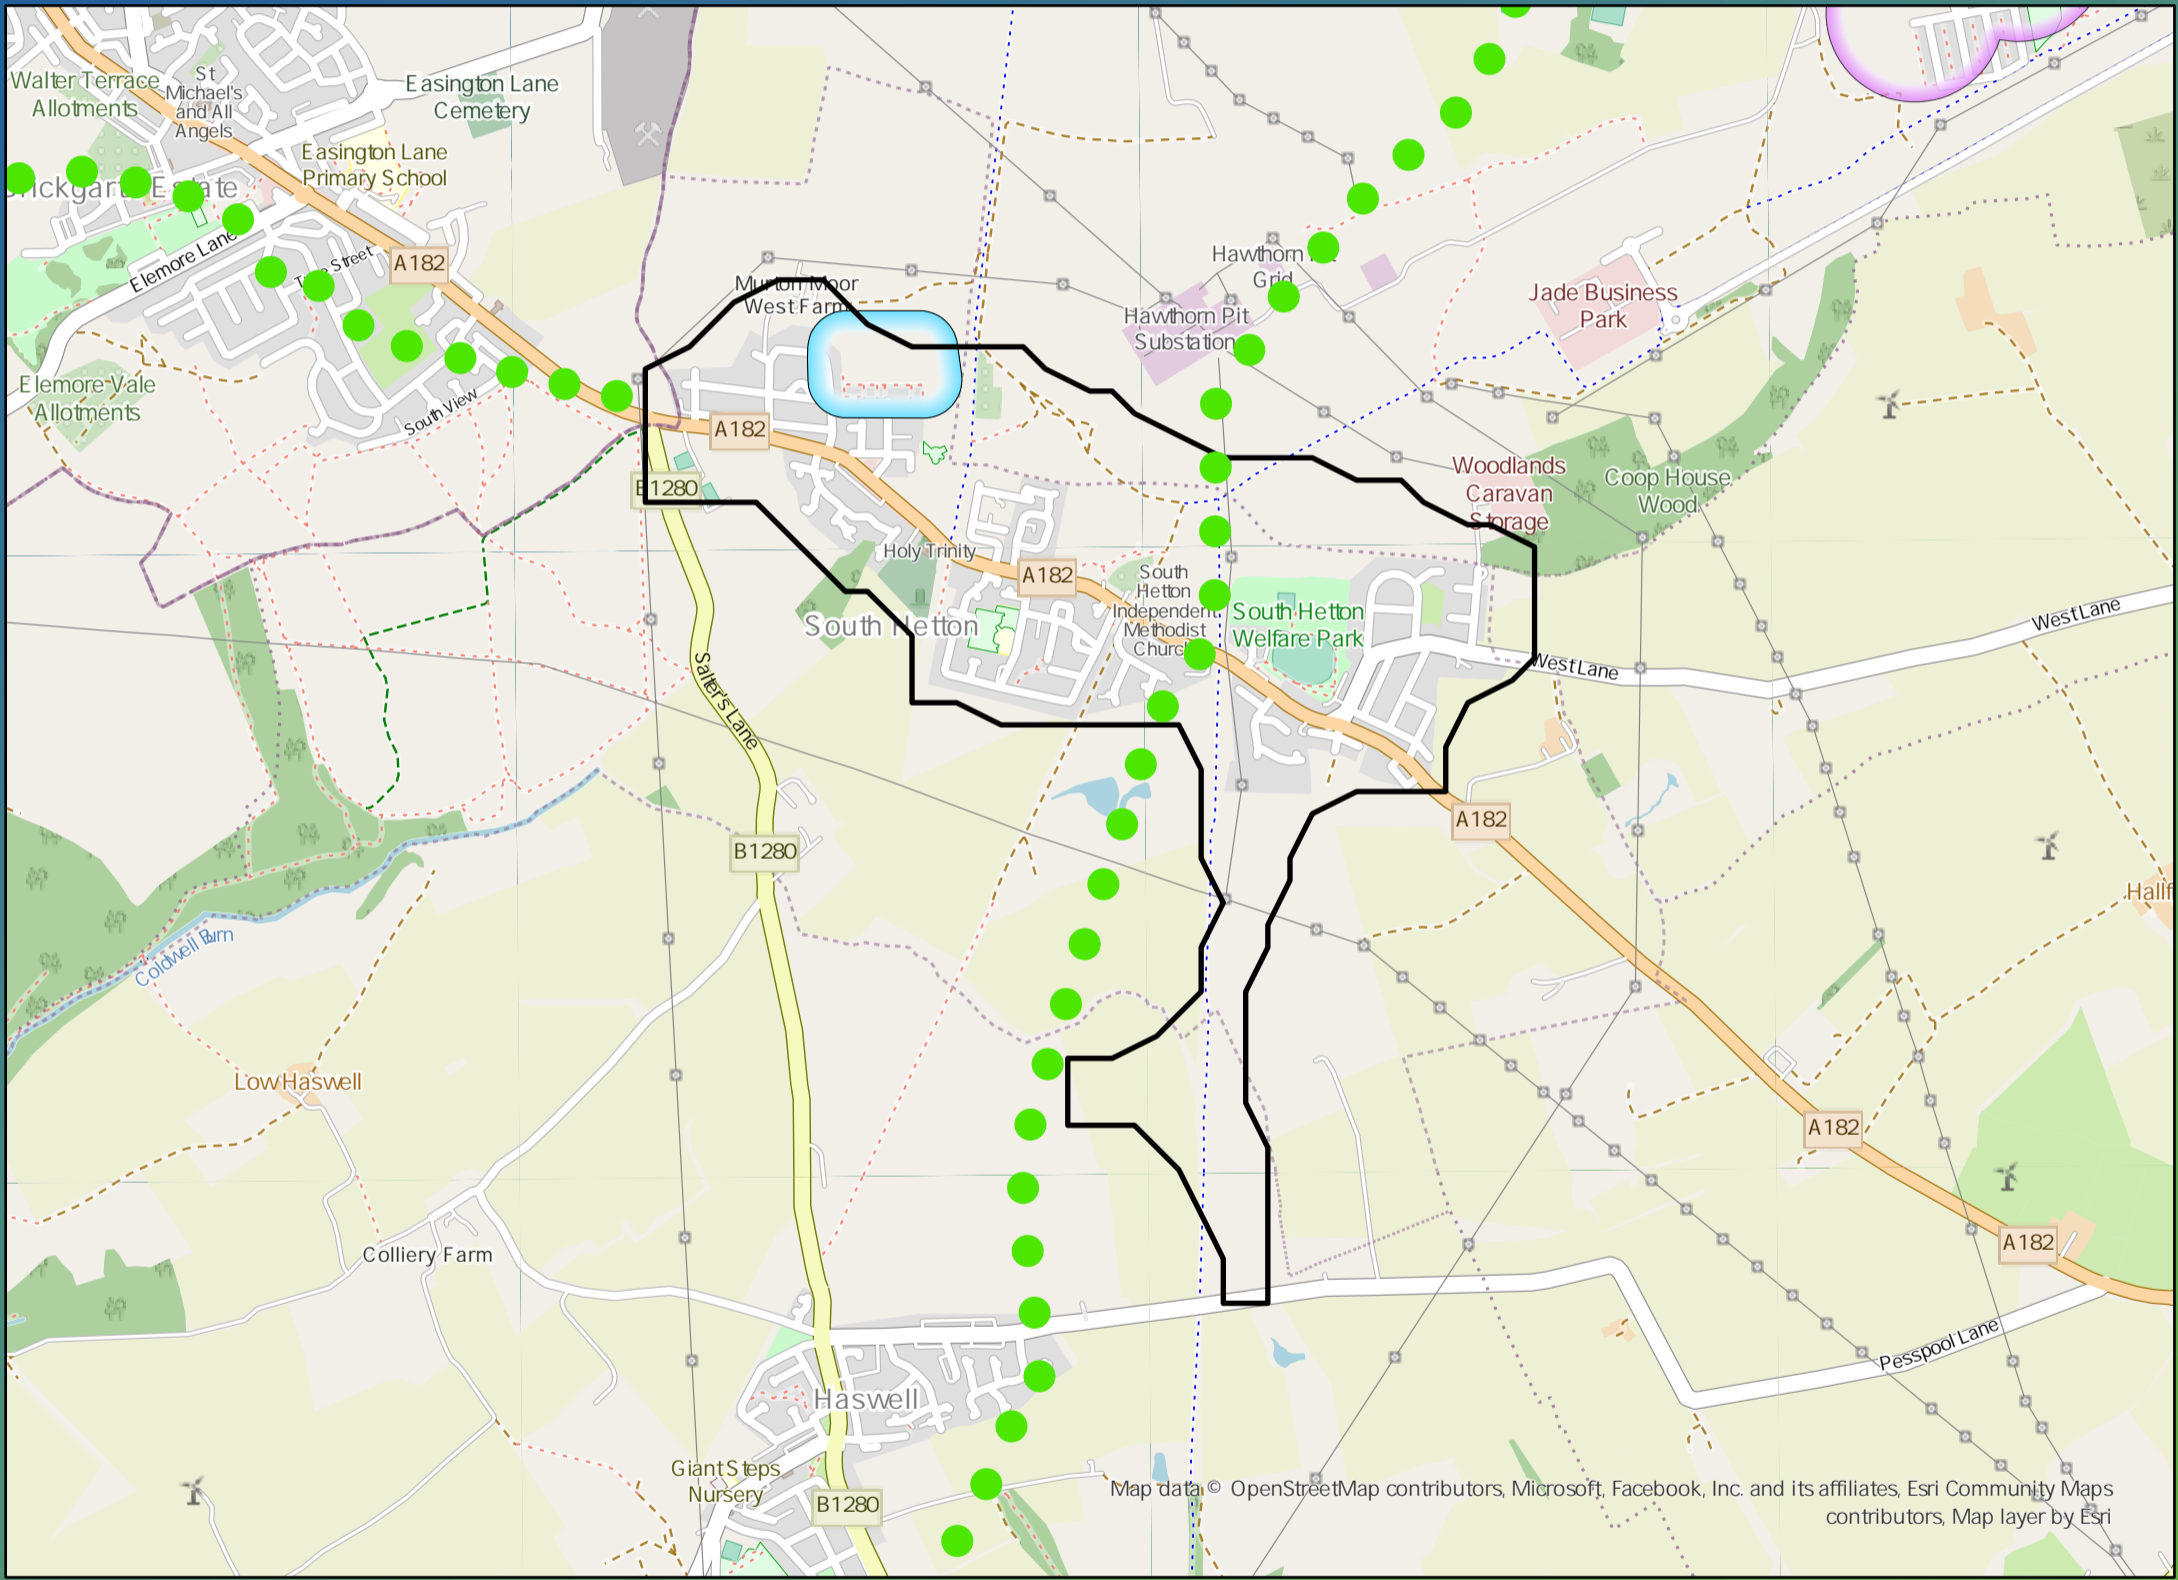 Walter Terrace
Allotments
St
Michael's
and All
Angels
Easington Lane
Cemetery
Easington Lane
Primary School
Estate
Elemore Lane
Street
A182
Murton Moor
West Farm
Hawthorn
Grid
Hawthorn Pit
Substation
Jade Business
Park
Elemore Vale
Allotments
South View
A182
B1280
Woodlands
Caravan
Storage
Coop House
Wood
Holy Trinity
A182
South
Hetton
Independent
Methodist
Church
South Hetton
Welfare Park
South Hetton
West Lane
West Lane
Salter's Lane
A182
B1280
Coldwell Burn
Low Haswell
A182
A182
Colliery Farm
Pesspool Lane
Haswell
Giant Steps
Nursery
B1280
Map data © OpenStreetMap contributors, Microsoft, Facebook, Inc. and its affiliates, Esri Community Maps
contributors, Map layer by Esri